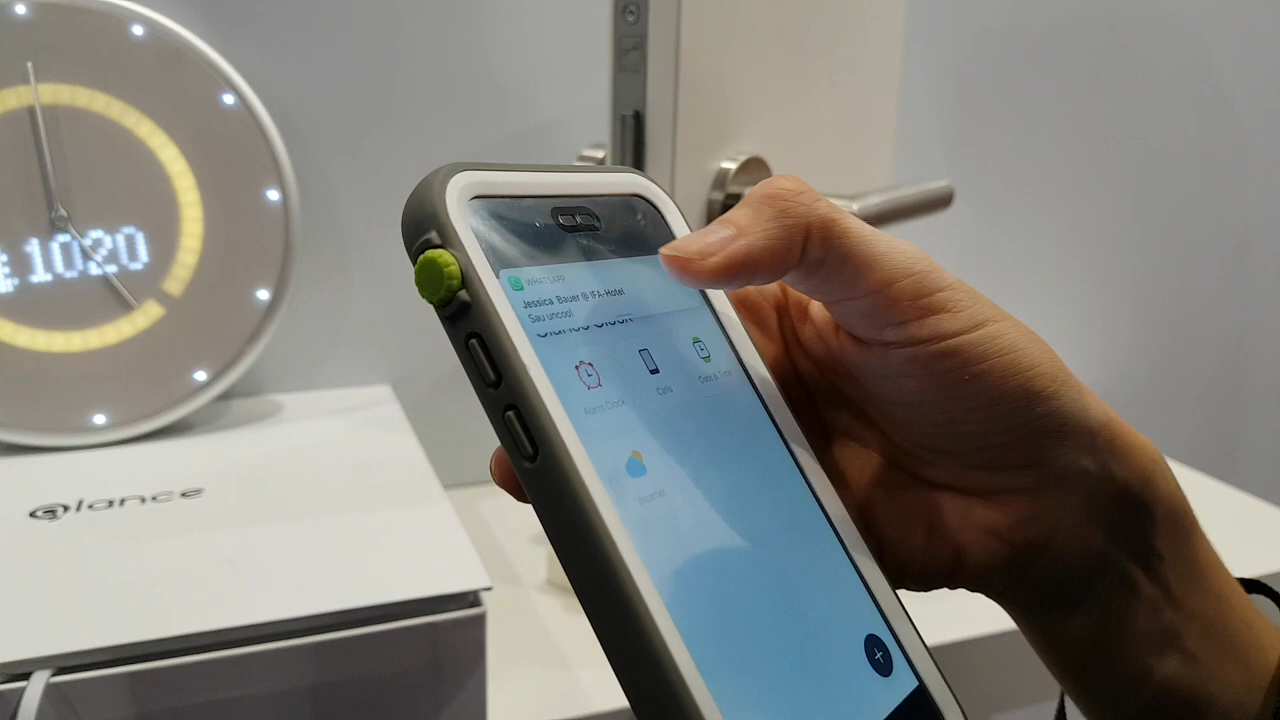 1020
Glance
WHATSAPP
Jessica Bauer @ IFA-Hotel
Sau uncool
Glance Clock
Alarm Clock
Calls
Date & Time
Weather